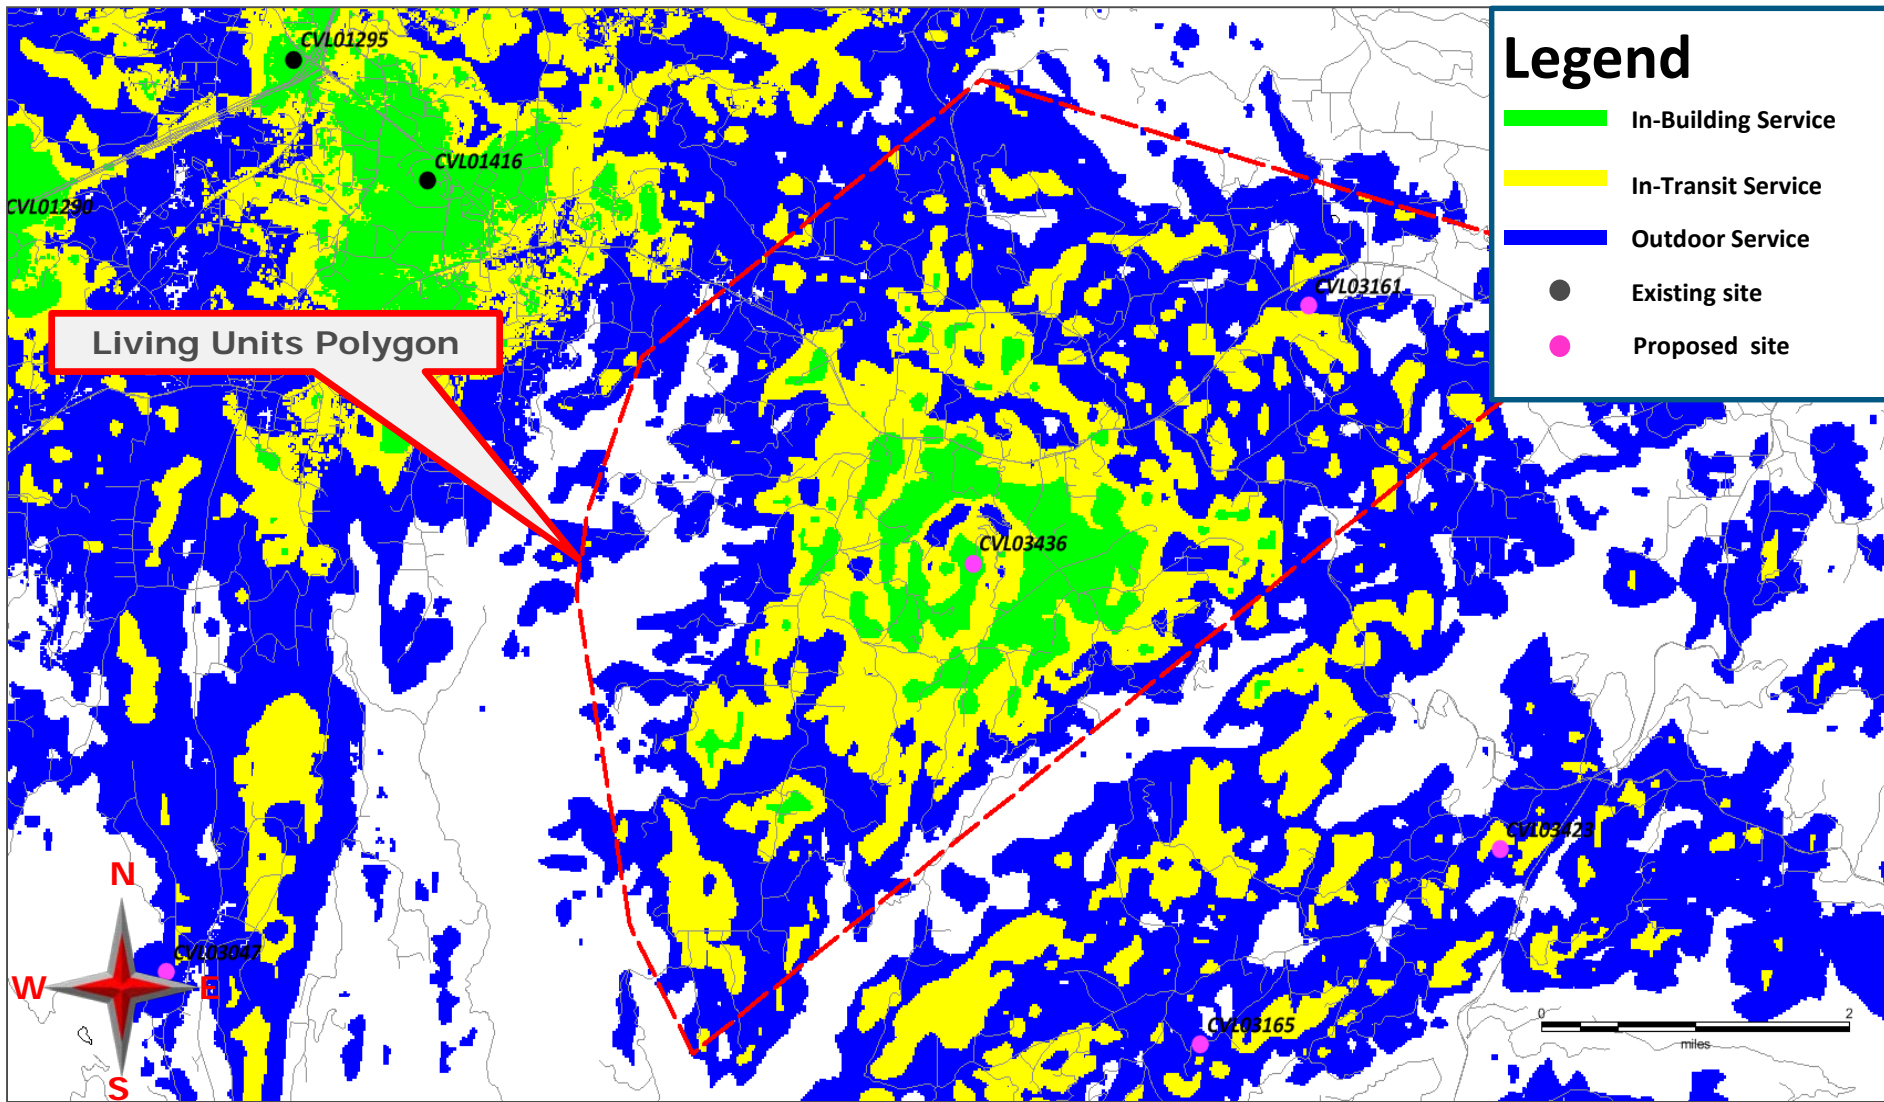 CVL01295
Legend
In-Building Service
CVL01416
In-Transit Service
CVL01290
Outdoor Service
CVL03161
Existing site
Living Units Polygon
Proposed site
CVL03436
CVL03423
N
CVL03047
W
E
CVL03165
0
2
miles
S